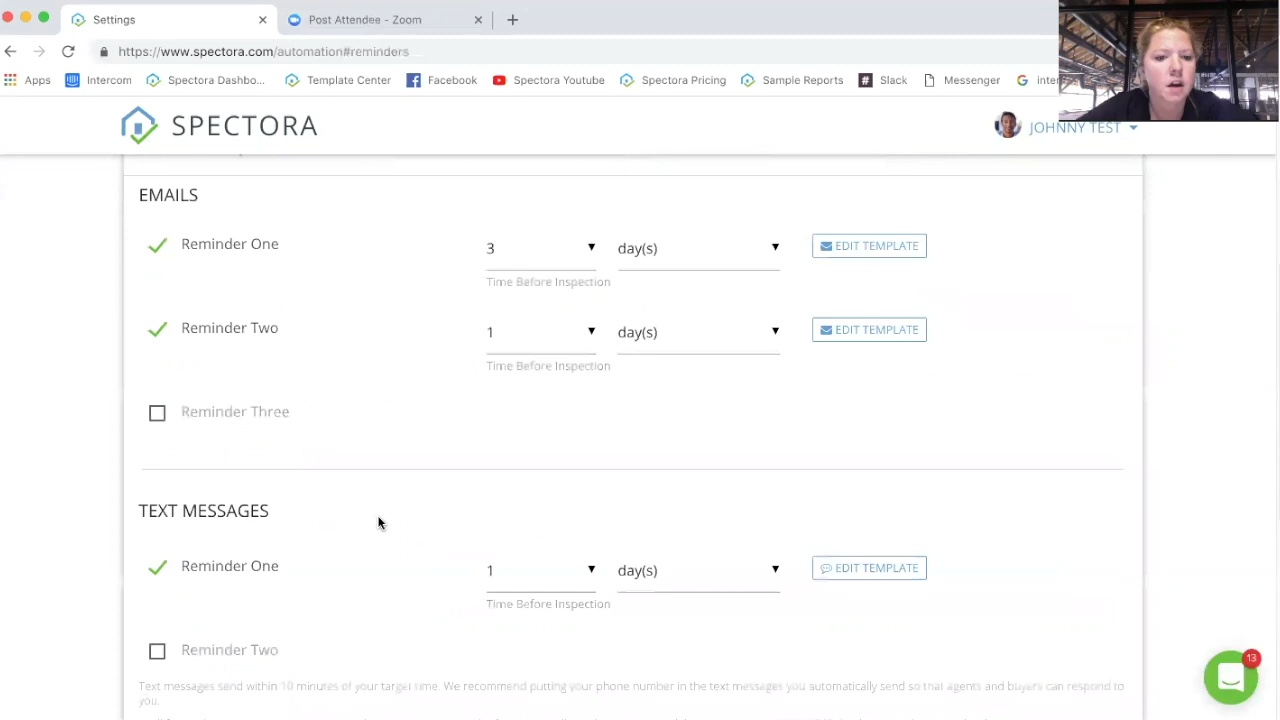 Settings
Post Attendee - Zoom
https://www.spectora.com/automation#reminders
Apps Intercom Spectora Dashbo... Template Center Facebook Spectora Youtube Spectora Pricing Sample Reports Slack Messenger
SPECTORA
JOHNNY TEST
EMAILS
Reminder One 3 day(s) EDIT TEMPLATE
Time Before Inspection
Reminder Two 1 day(s) EDIT TEMPLATE
Time Before Inspection
Reminder Three
TEXT MESSAGES
Reminder One 1 day(s) EDIT TEMPLATE
Time Before Inspection
Reminder Two
13
Text messages send within 10 minutes of your target time. We recommend putting your phone number in the text messages you automatically send so that agents and buyers can respond to
you.